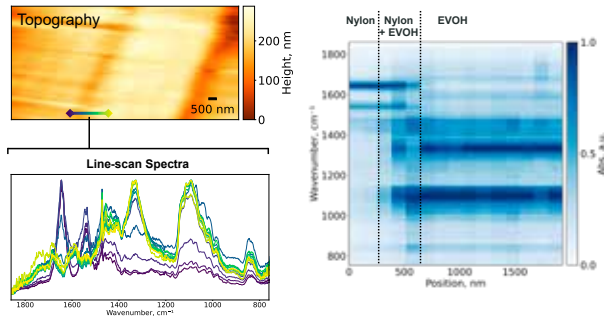 Topography
500 nm
200
100
0
Height, nm
Line-scan Spectra
1800 1600 1400 1200 1000 800
Wavenumber, cm⁻¹
Nylon Nylon + EVOH EVOH
800
1000
1200
1400
1600
1800
Wavenumber, cm⁻¹
0 500 1000 1500
Position, nm
1.0
0.5
0.0
Abs, a.u.